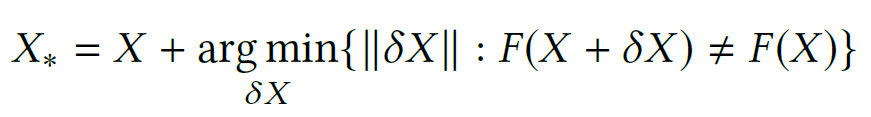 X∗ = X + arg min{‖δX‖ : F(X + δX) ≠ F(X)}
δX